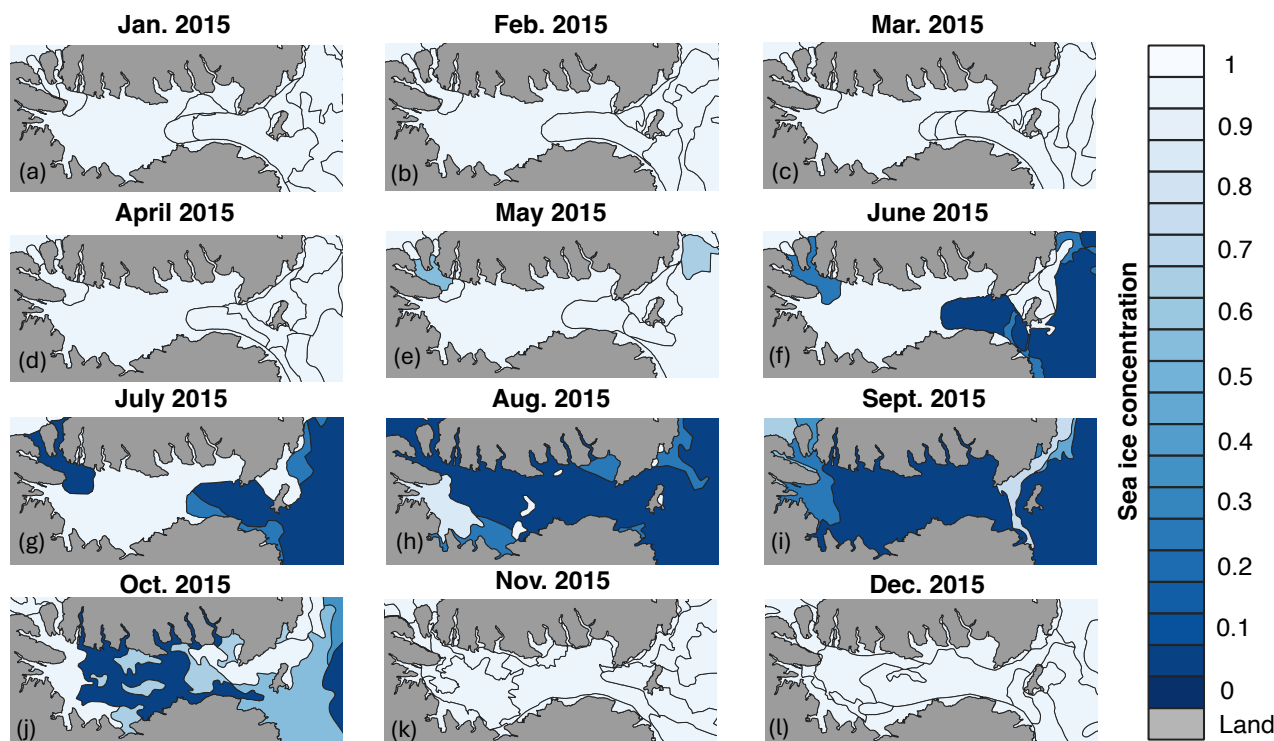 Jan. 2015
Feb. 2015
Mar. 2015
(a)
(b)
(c)
April 2015
May 2015
June 2015
(d)
(e)
(f)
July 2015
Aug. 2015
Sept. 2015
(g)
(h)
(i)
Oct. 2015
Nov. 2015
Dec. 2015
(j)
(k)
(l)
Sea ice concentration
1
0.9
0.8
0.7
0.6
0.5
0.4
0.3
0.2
0.1
0
Land